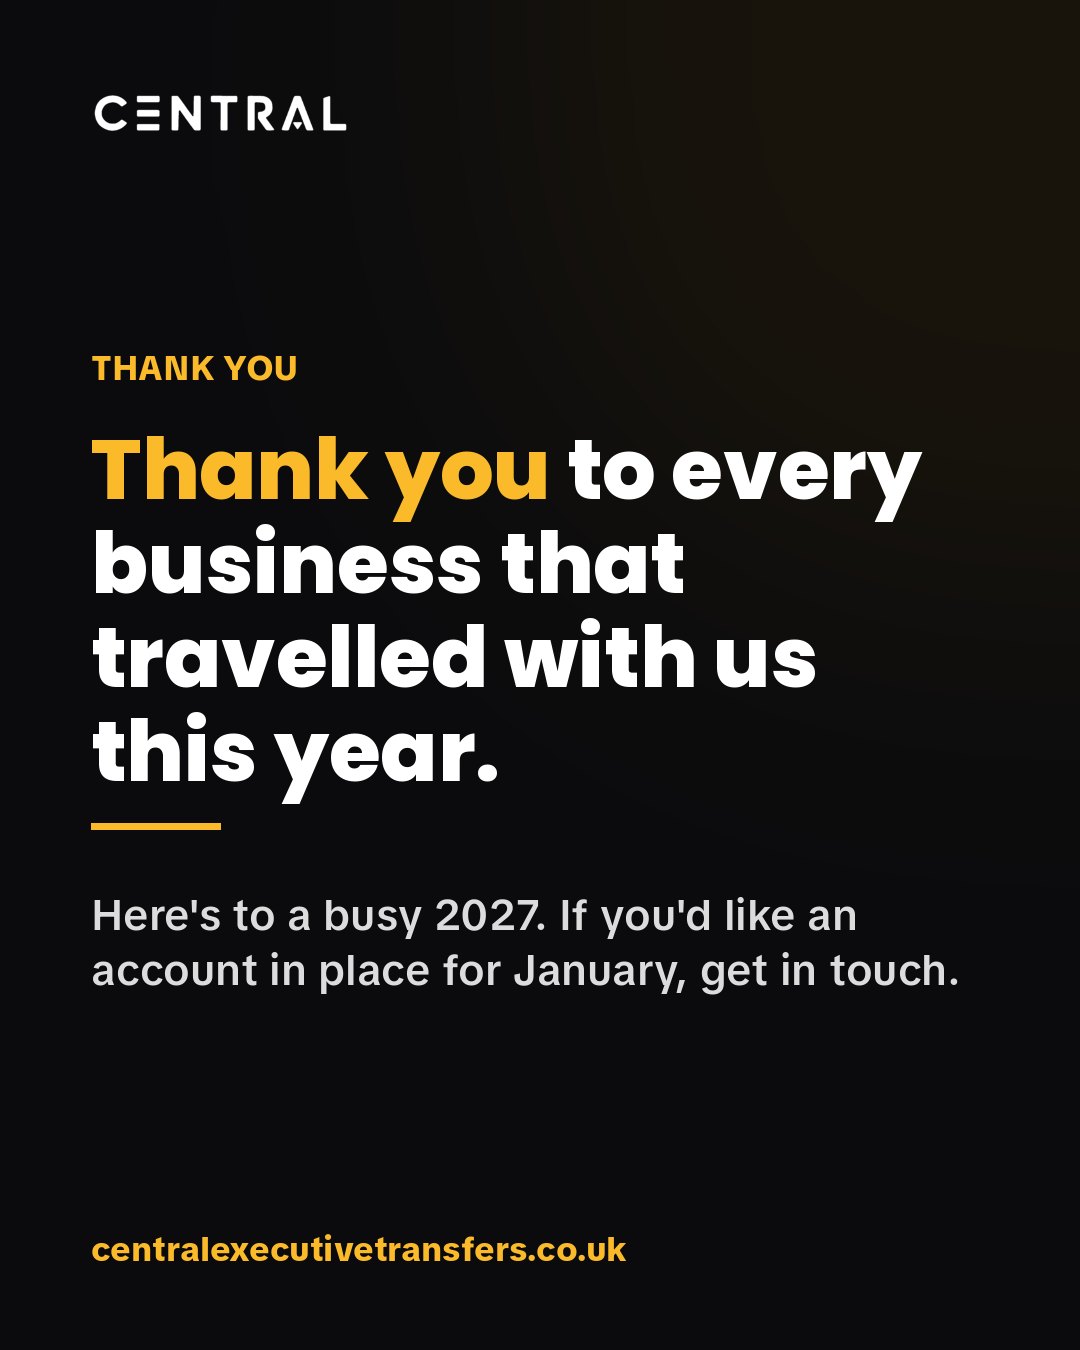 CENTRAL
THANK YOU
Thank you to every
business that
travelled with us
this year.
Here's to a busy 2027. If you'd like an
account in place for January, get in touch.
centralexecutivetransfers.co.uk